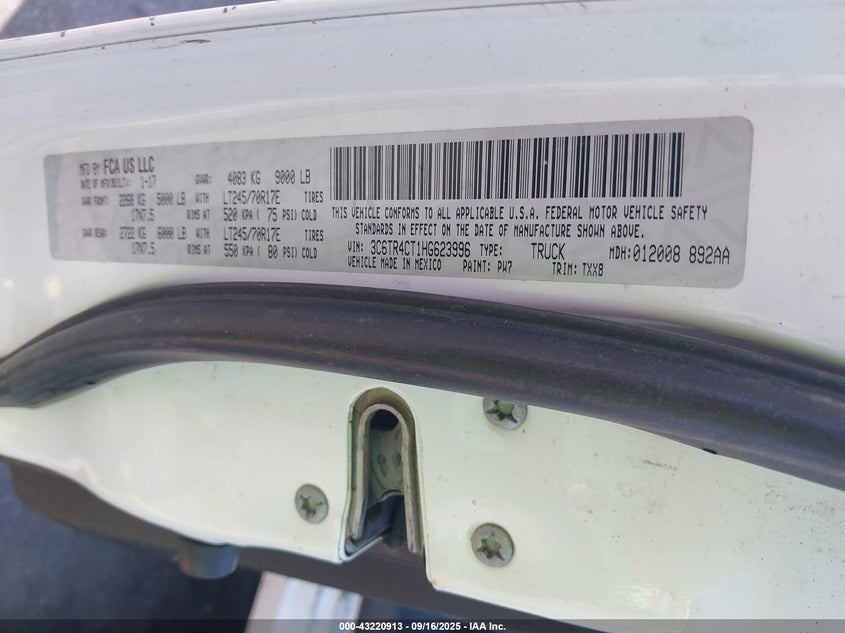 MFD BY FCA US LLC
DATE OF MFR(BUILT): 1-17 GVWR: 4083 KG 9000 LB
GAWR FRONT: 2268 KG 5000 LB WITH LT245/70R17E TIRES
17X7.5 RIMS AT 520 KPA ( 75 PSI) COLD
GAWR REAR: 2722 KG 6000 LB WITH LT245/70R17E TIRES
17X7.5 RIMS AT 550 KPA ( 80 PSI) COLD
THIS VEHICLE CONFORMS TO ALL APPLICABLE U.S.A. FEDERAL MOTOR VEHICLE SAFETY
STANDARDS IN EFFECT ON THE DATE OF MANUFACTURE SHOWN ABOVE.
VIN: 3C6TR4CT1HG623996 TYPE: TRUCK MDH: 012008 892AA
VEHICLE MADE IN MEXICO PAINT: PW7 TRIM: TXX8
000-43220913 - 09/16/2025 - IAA Inc.